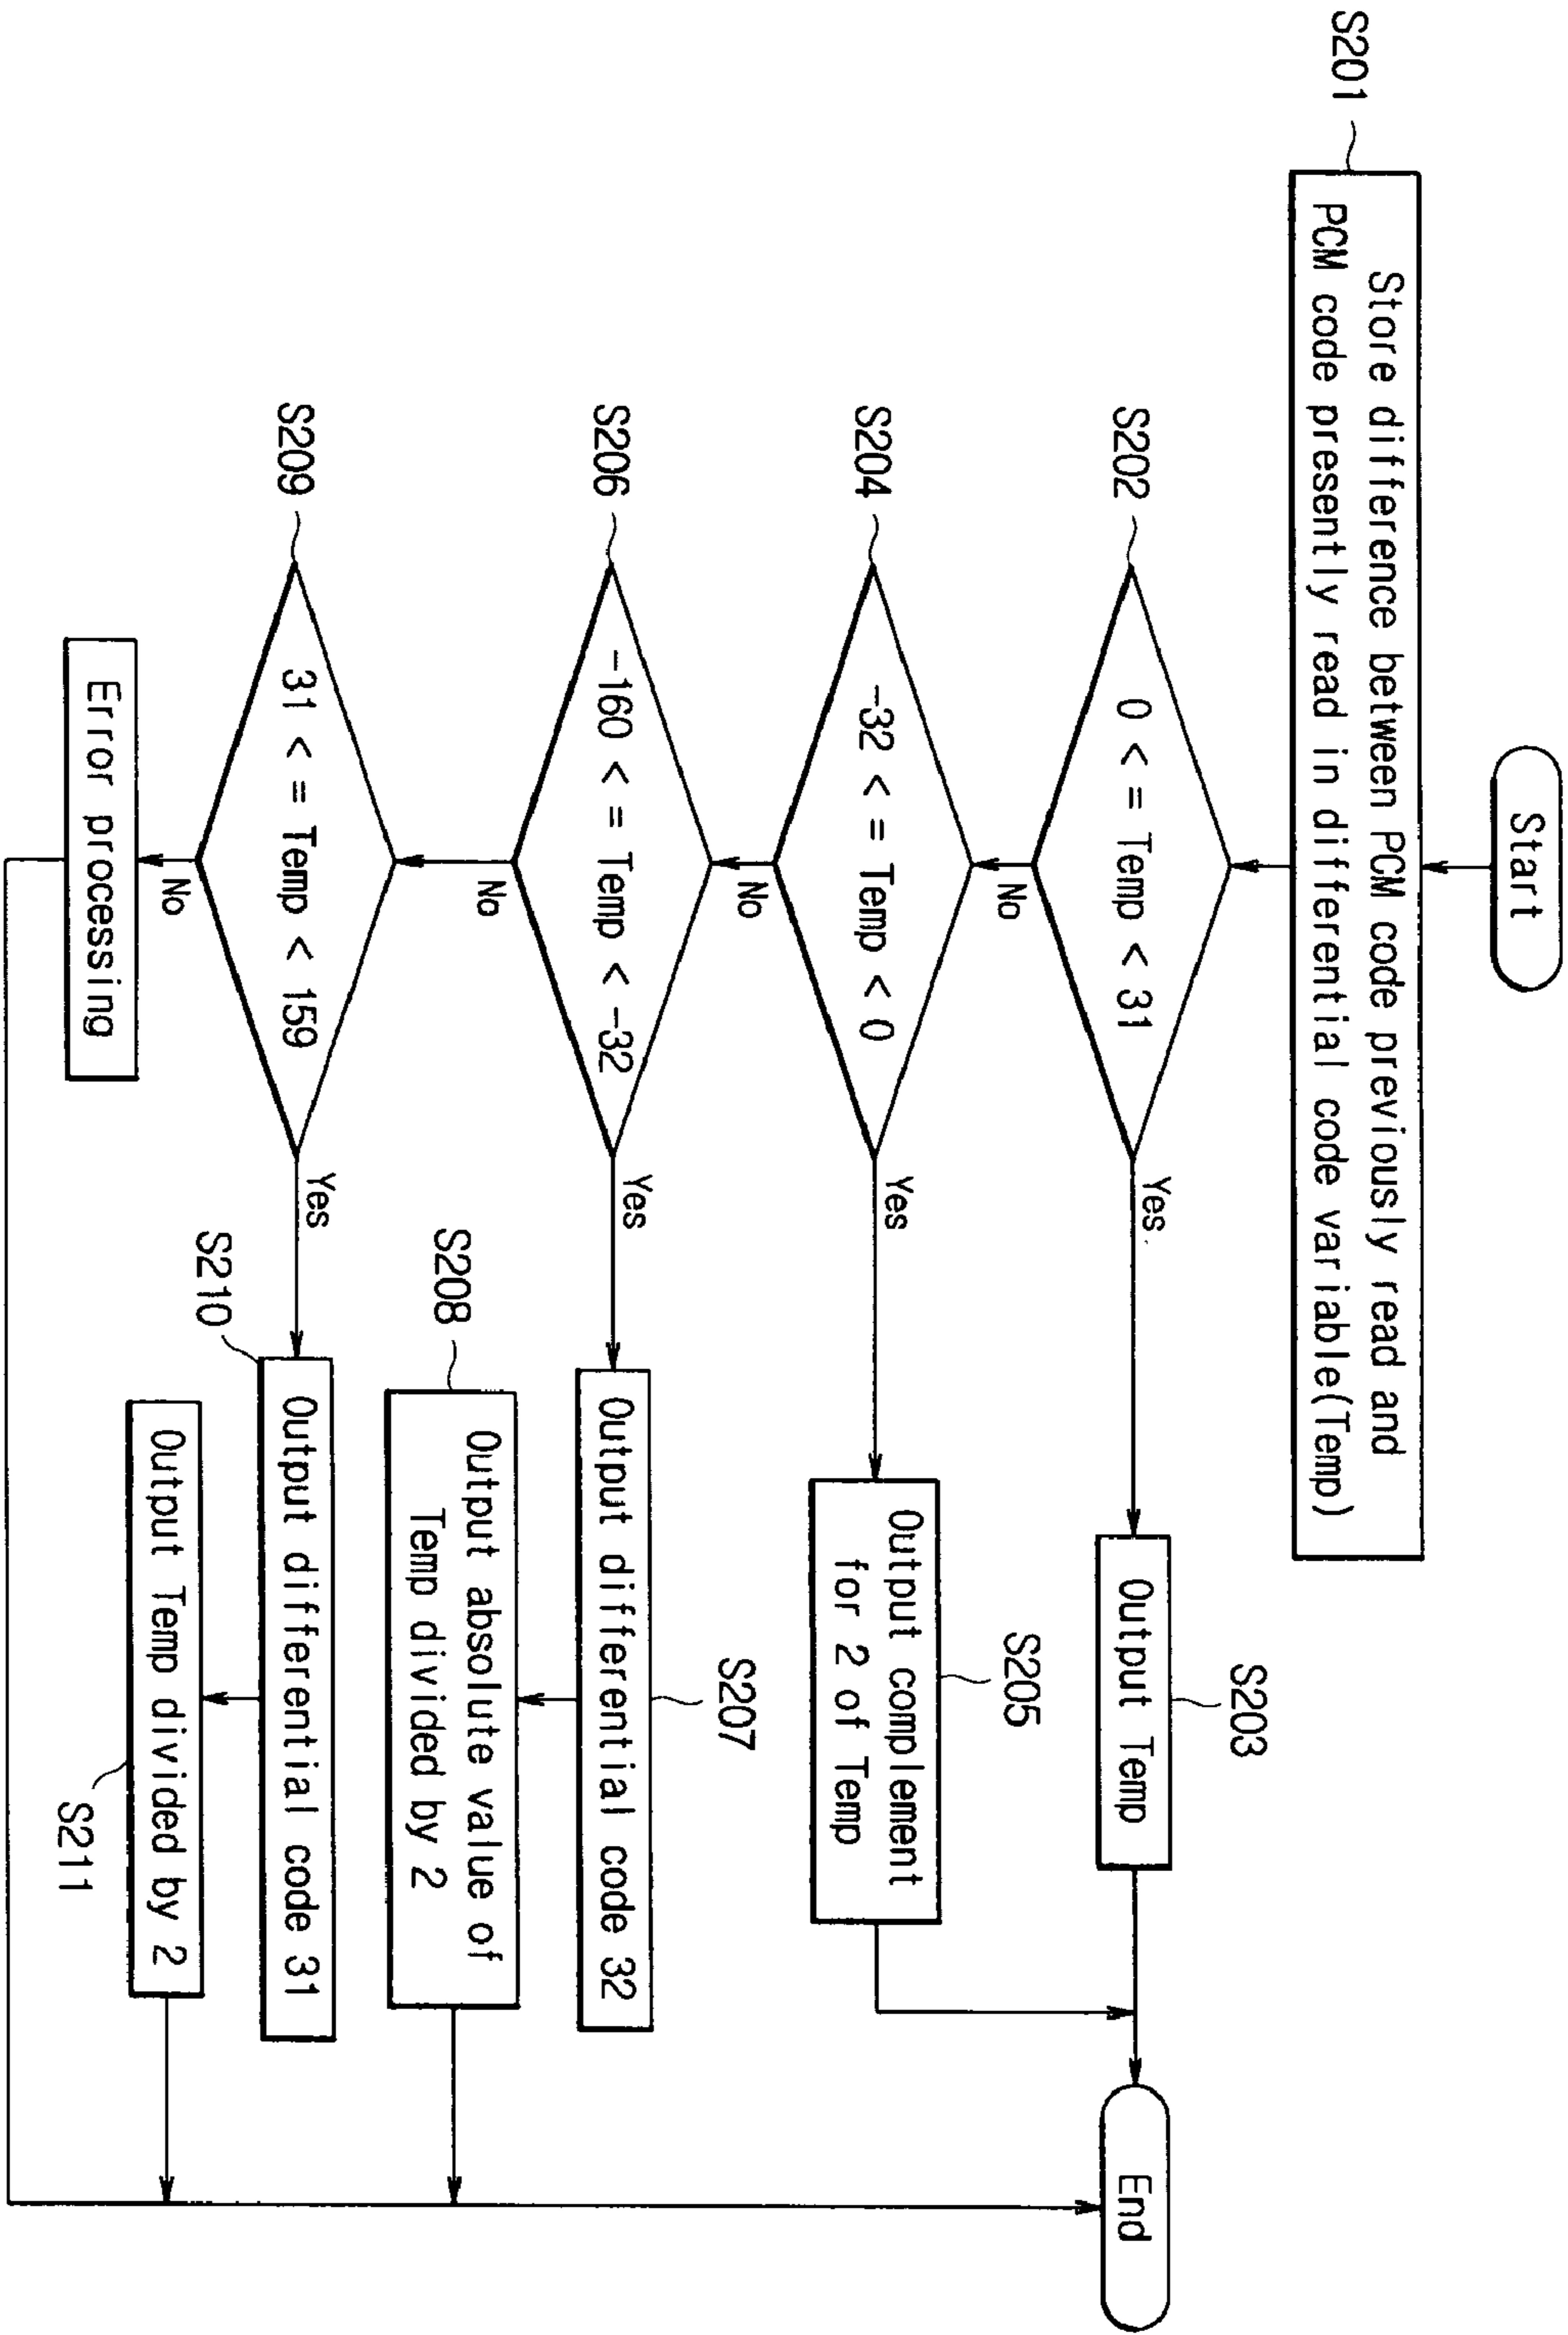 Start
S201
Store difference between PCM code previously read and
PCM code presently read in differential code variable(Temp)
S202
0 < = Temp < 31
Yes
No
S203
Output Temp
End
S204
-32 < = Temp < 0
Yes
No
S205
Output complement
for 2 of Temp
S206
-160 < = Temp < -32
Yes
No
S207
Output differential code 32
S208
Output absolute value of
Temp divided by 2
S209
31 < = Temp < 159
Yes
No
S210
Output differential code 31
S211
Output Temp divided by 2
Error processing